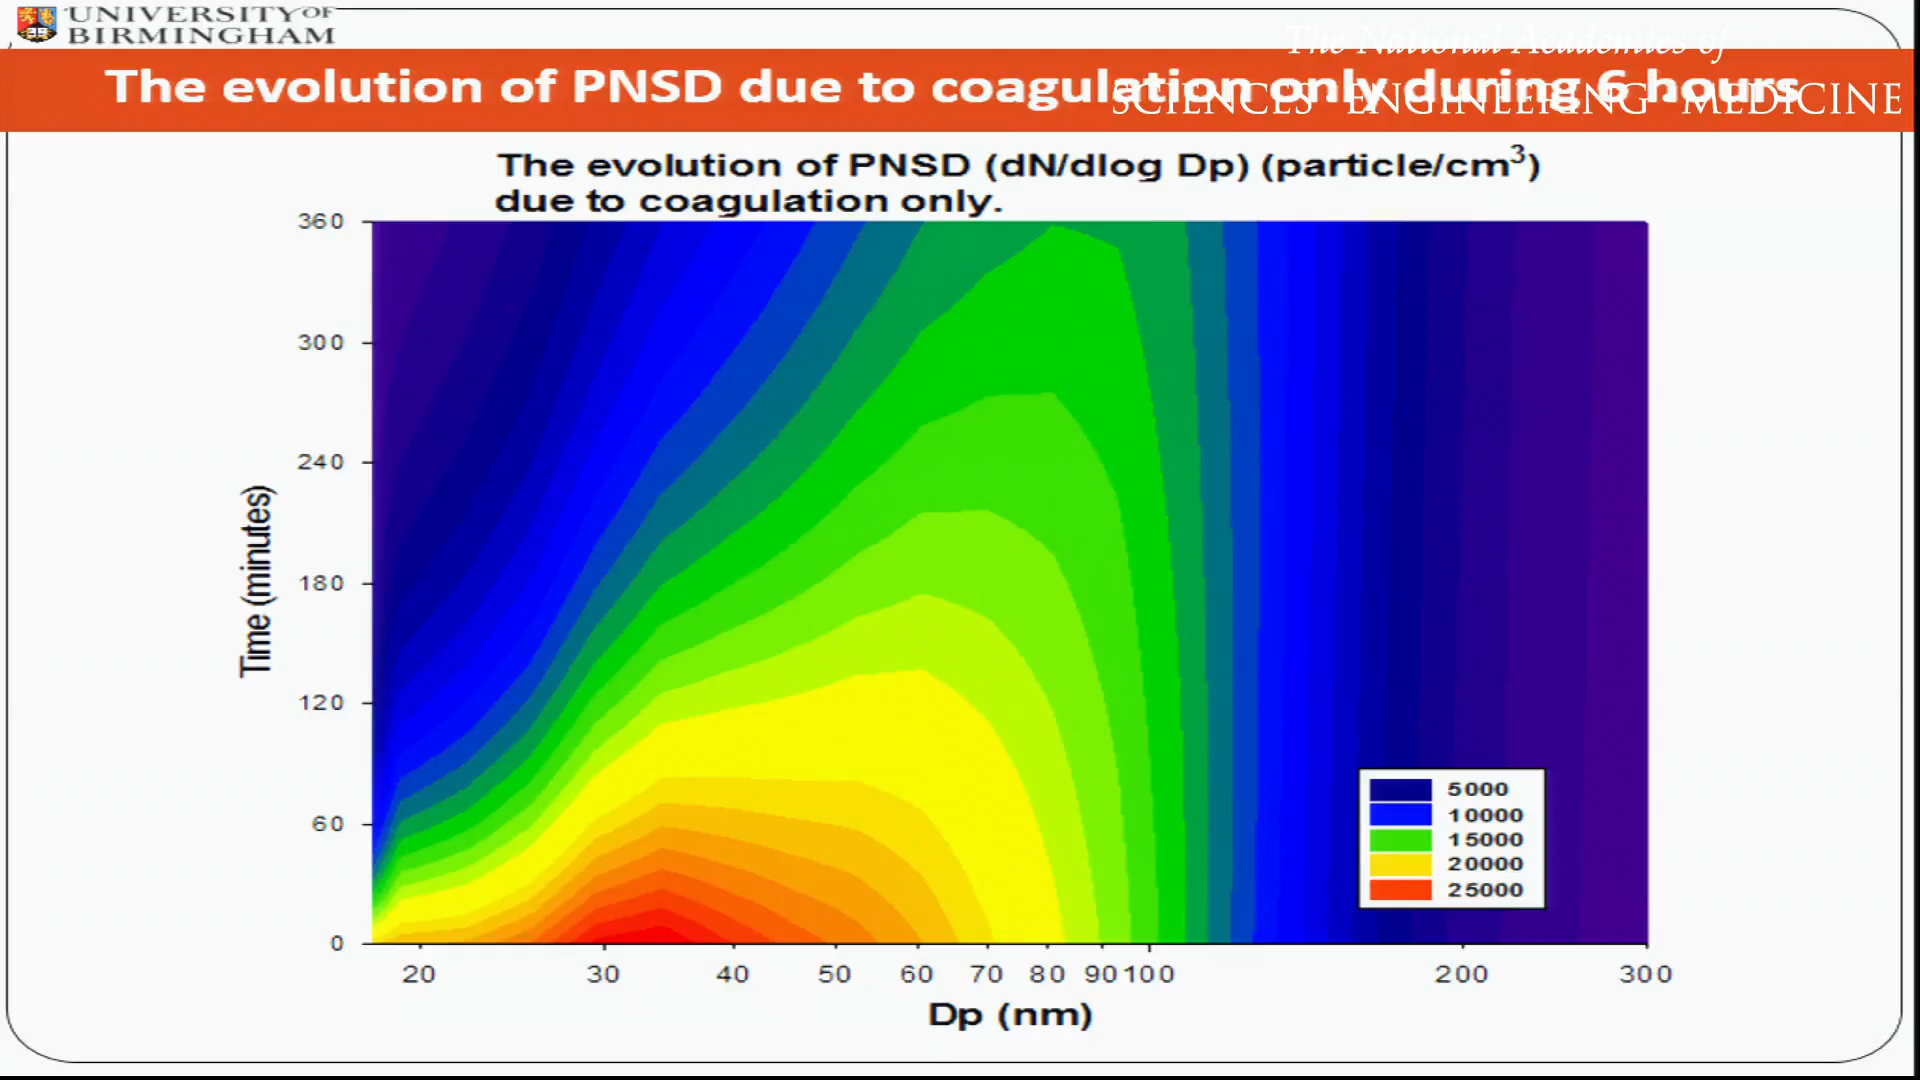 UNIVERSITY OF
BIRMINGHAM
The National Academies of
SCIENCES ENGINEERING MEDICINE
The evolution of PNSD due to coagulation only during 6 hours
The evolution of PNSD (dN/dlog Dp) (particle/cm³)
due to coagulation only.
360
300
240
180
120
60
0
Time (minutes)
20 30 40 50 60 70 80 90 100 200 300
Dp (nm)
5000
10000
15000
20000
25000